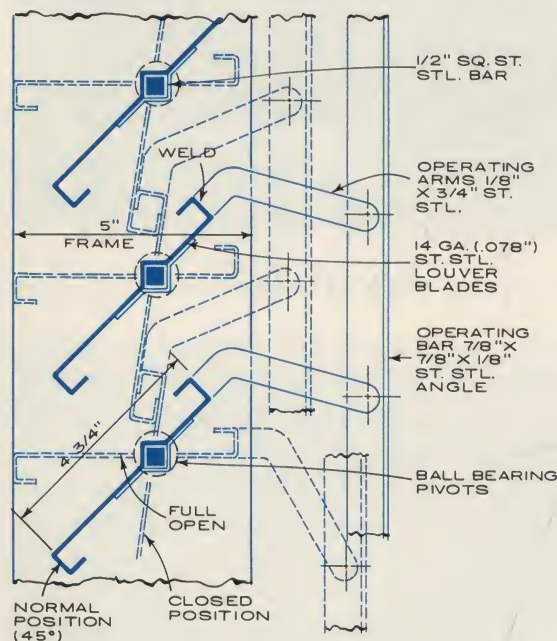 1/2" SQ. ST.
STL. BAR
WELD
OPERATING
ARMS 1/8"
X 3/4" ST.
STL.
5"
FRAME
14 GA. (.078")
ST. STL.
LOUVER
BLADES
OPERATING
BAR 7/8" X
7/8" X 1/8"
ST. STL.
ANGLE
4 3/4"
BALL BEARING
PIVOTS
FULL
OPEN
NORMAL
POSITION
(45°)
CLOSED
POSITION